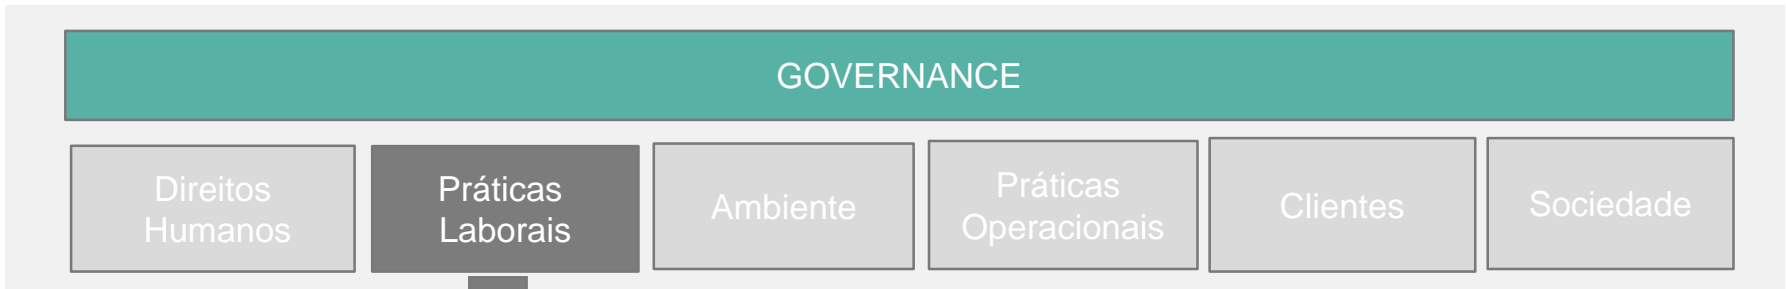 GOVERNANCE
Direitos
Humanos
Práticas
Laborais
Ambiente
Práticas
Operacionais
Clientes
Sociedade